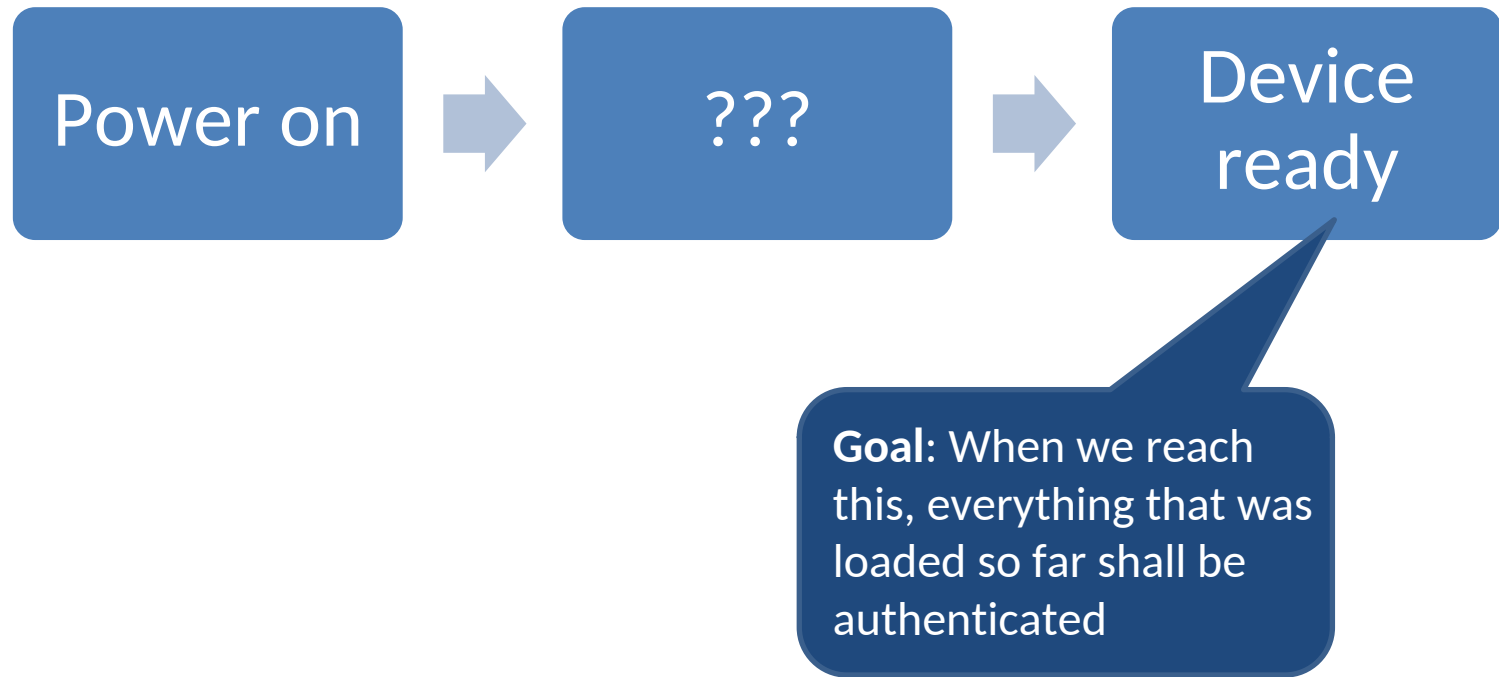 Power on
???
Device
ready
Goal: When we reach
this, everything that was
loaded so far shall be
authenticated